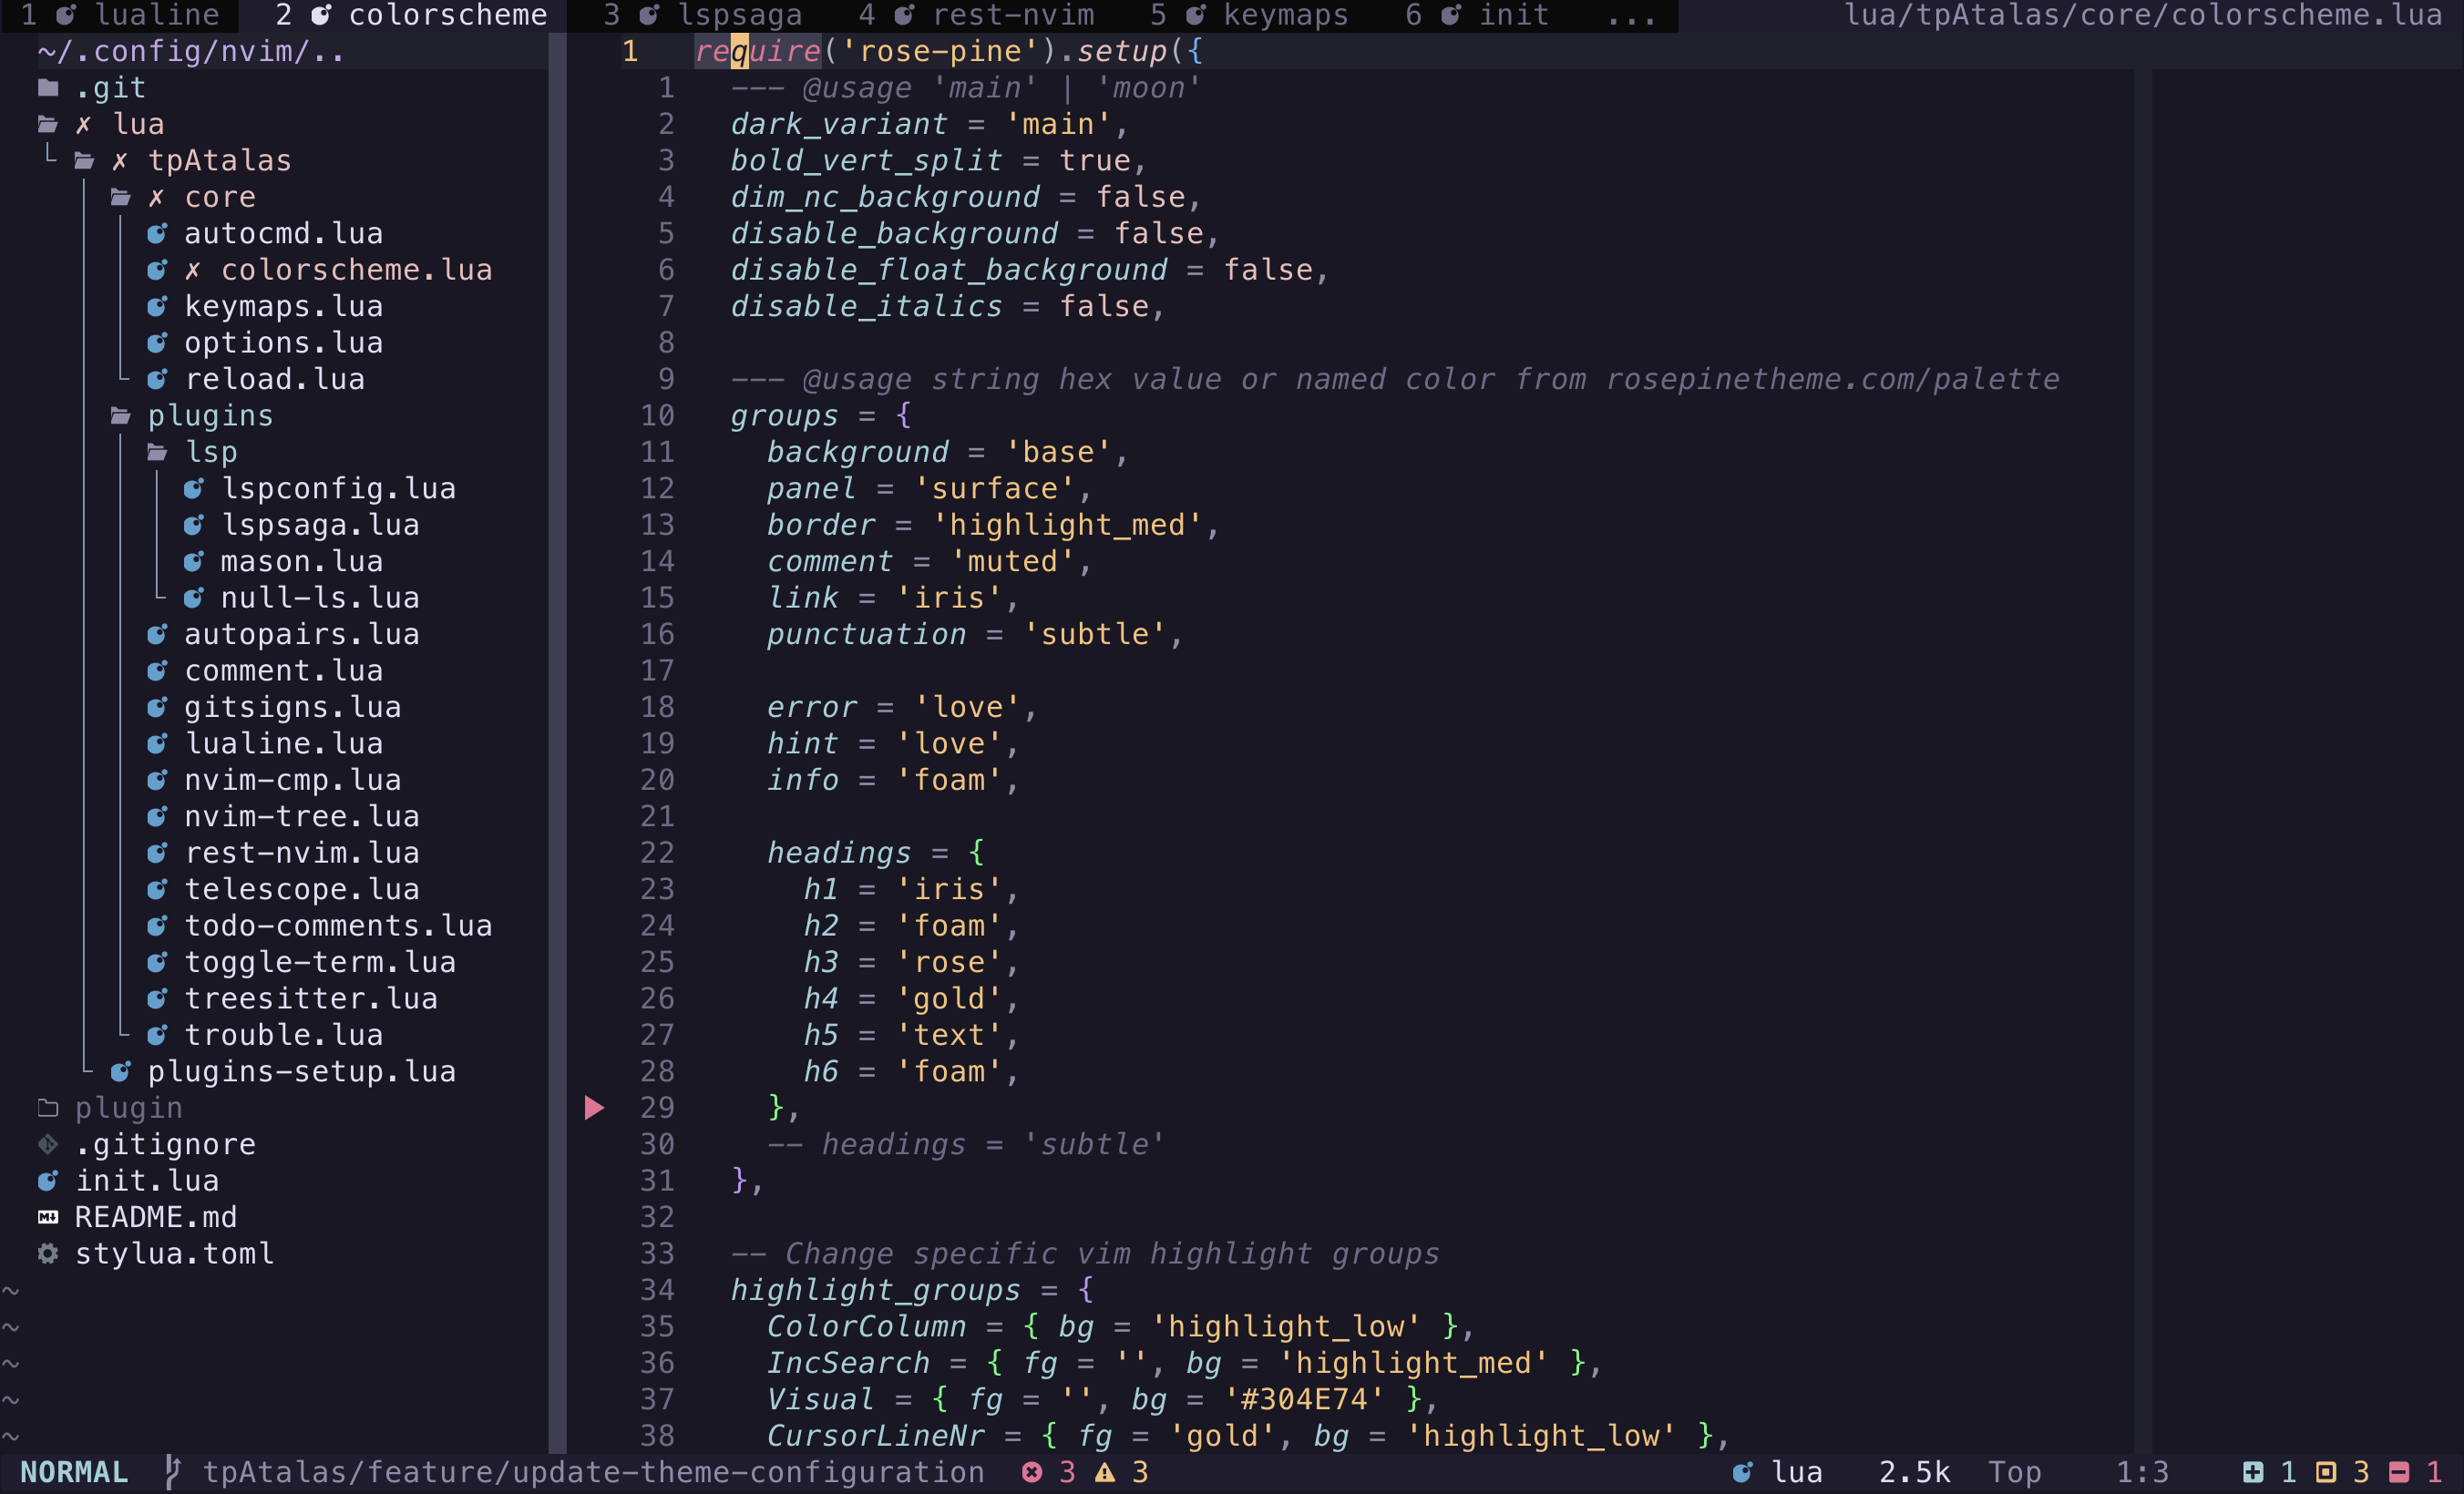 1 lualine 2 colorscheme 3 lspsaga 4 rest-nvim 5 keymaps 6 init ... lua/tpAtalas/core/colorscheme.lua
~/.config/nvim/..
.git
✗ lua
✗ tpAtalas
✗ core
autocmd.lua
✗ colorscheme.lua
keymaps.lua
options.lua
reload.lua
plugins
lsp
lspconfig.lua
lspsaga.lua
mason.lua
null-ls.lua
autopairs.lua
comment.lua
gitsigns.lua
lualine.lua
nvim-cmp.lua
nvim-tree.lua
rest-nvim.lua
telescope.lua
todo-comments.lua
toggle-term.lua
treesitter.lua
trouble.lua
plugins-setup.lua
plugin
.gitignore
init.lua
README.md
stylua.toml
~
~
~
~
~
1 require('rose-pine').setup({
1 --- @usage 'main' | 'moon'
2 dark_variant = 'main',
3 bold_vert_split = true,
4 dim_nc_background = false,
5 disable_background = false,
6 disable_float_background = false,
7 disable_italics = false,
8
9 --- @usage string hex value or named color from rosepinetheme.com/palette
10 groups = {
11 background = 'base',
12 panel = 'surface',
13 border = 'highlight_med',
14 comment = 'muted',
15 link = 'iris',
16 punctuation = 'subtle',
17
18 error = 'love',
19 hint = 'love',
20 info = 'foam',
21
22 headings = {
23 h1 = 'iris',
24 h2 = 'foam',
25 h3 = 'rose',
26 h4 = 'gold',
27 h5 = 'text',
28 h6 = 'foam',
29 },
30 -- headings = 'subtle'
31 },
32
33 -- Change specific vim highlight groups
34 highlight_groups = {
35 ColorColumn = { bg = 'highlight_low' },
36 IncSearch = { fg = '', bg = 'highlight_med' },
37 Visual = { fg = '', bg = '#304E74' },
38 CursorLineNr = { fg = 'gold', bg = 'highlight_low' },
NORMAL tpAtalas/feature/update-theme-configuration 3 3 lua 2.5k Top 1:3 1 3 1